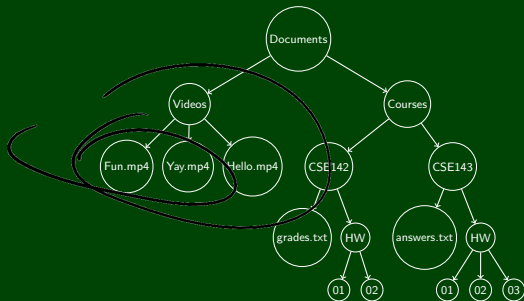 Documents
Videos Courses
Fun.mp4 Yay.mp4 Hello.mp4 CSE142 CSE143
grades.txt HW answers.txt HW
01 02 01 02 03